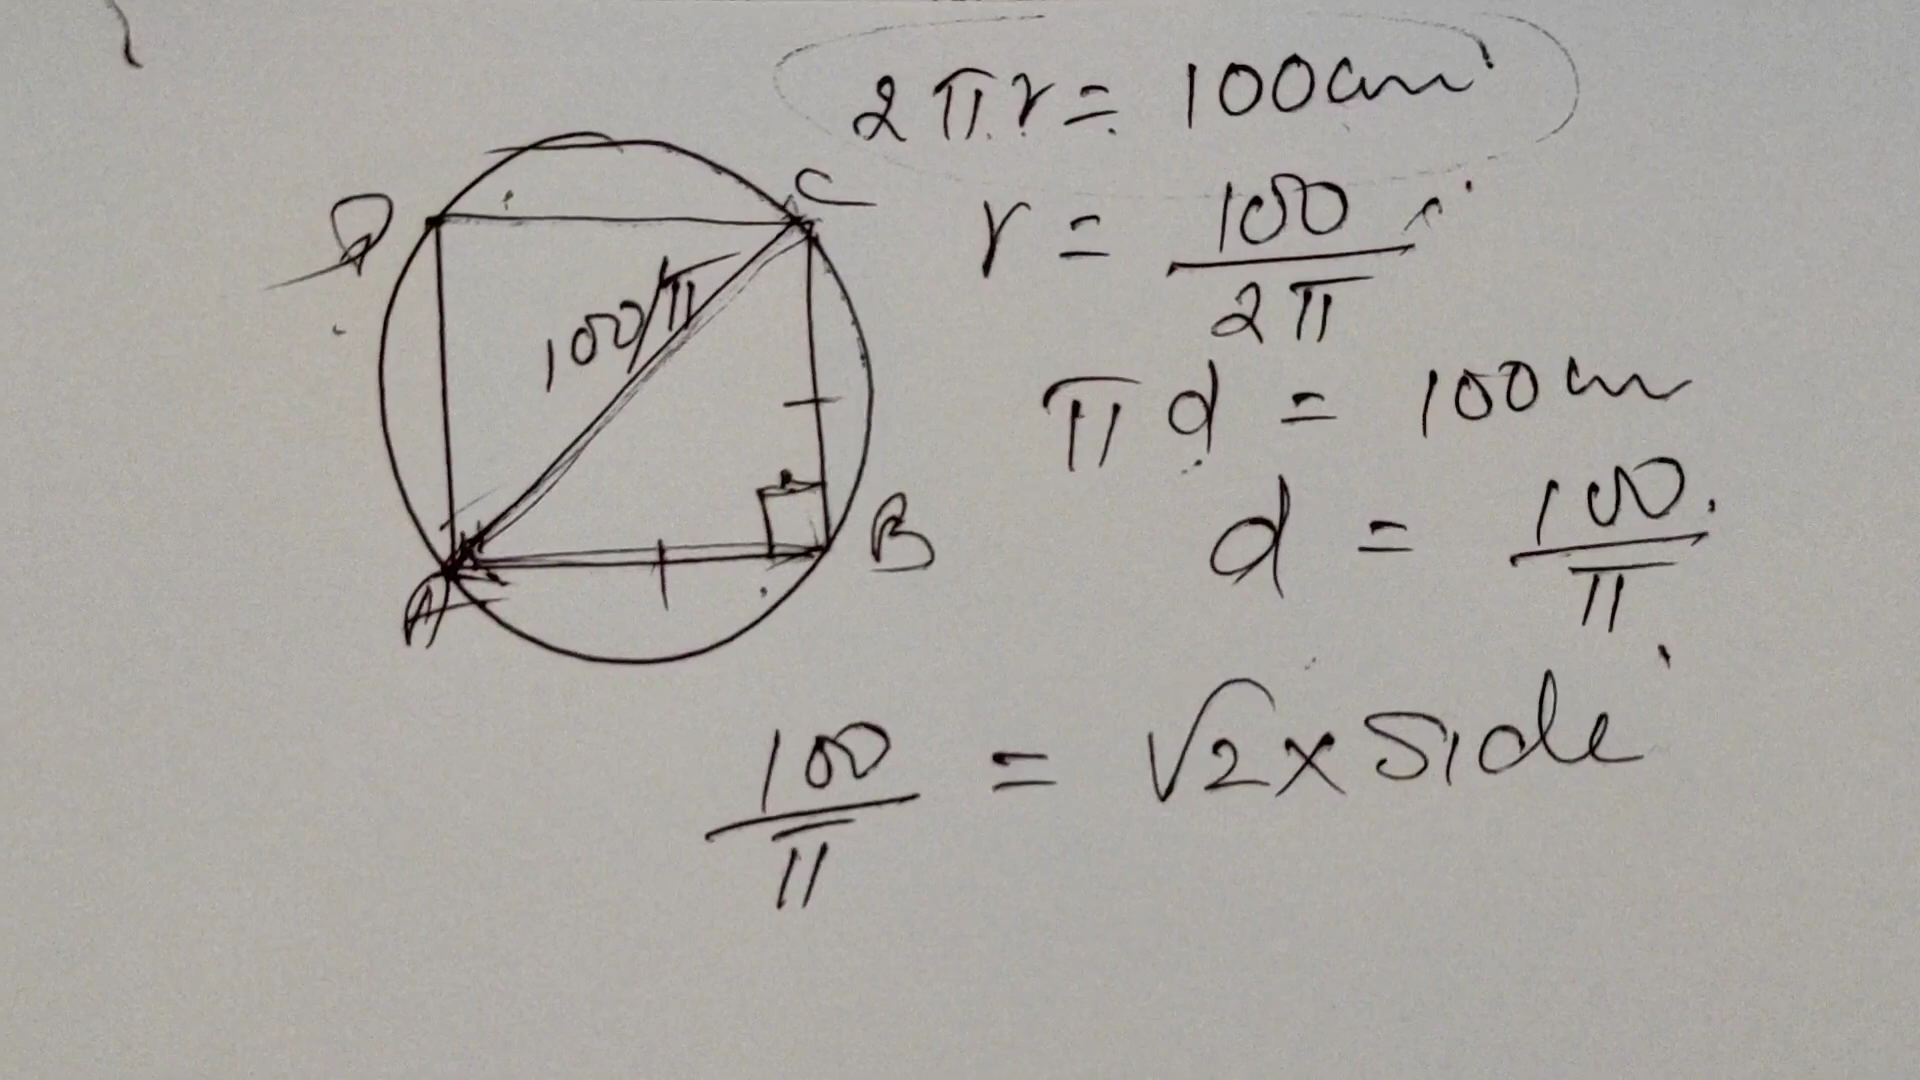 2πr = 100cm
D
C
r = 100/2π
100/π
πd = 100cm
d = 100/π
B
A
100/π = √2 × Side